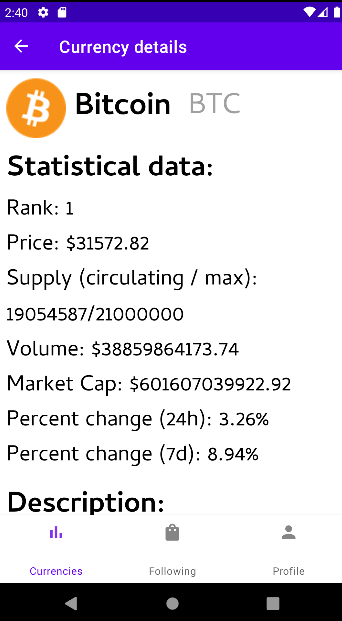 2:40
Currency details
Bitcoin BTC
Statistical data:
Rank: 1
Price: $31572.82
Supply (circulating / max):
19054587/21000000
Volume: $38859864173.74
Market Cap: $601607039922.92
Percent change (24h): 3.26%
Percent change (7d): 8.94%
Description:
Currencies Following Profile